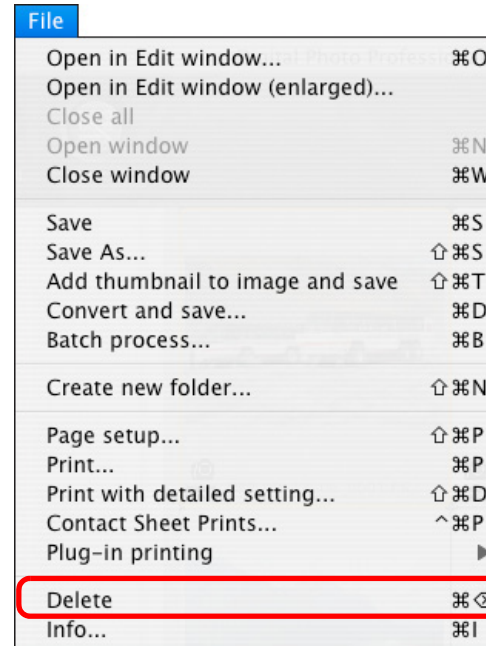 File
Open in Edit window... ⌘O
Open in Edit window (enlarged)...
Close all
Open window ⌘N
Close window ⌘W
Save ⌘S
Save As... ⇧⌘S
Add thumbnail to image and save ⇧⌘T
Convert and save... ⌘D
Batch process... ⌘B
Create new folder... ⇧⌘N
Page setup... ⇧⌘P
Print... ⌘P
Print with detailed setting... ⇧⌘D
Contact Sheet Prints... ^⌘P
Plug-in printing ▶
Delete ⌘⌫
Info... ⌘I